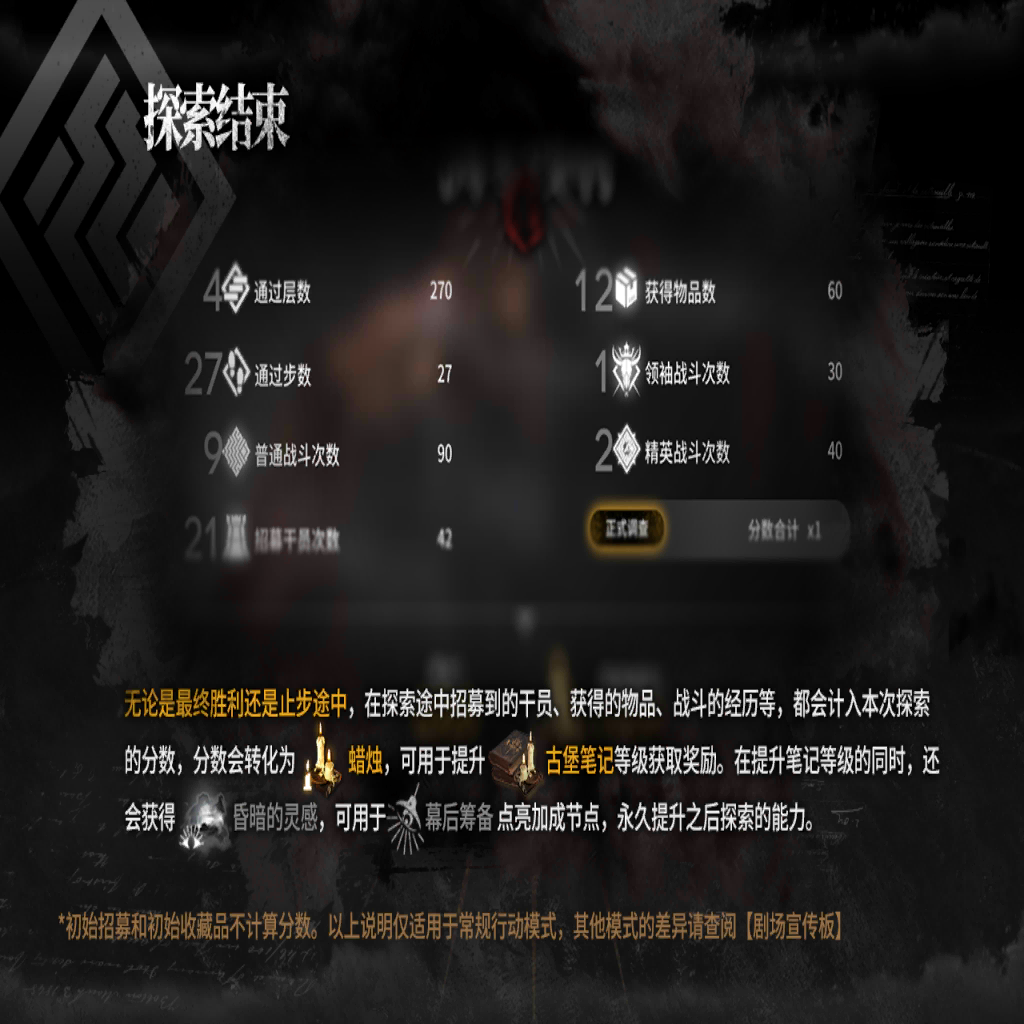 探索结束
4 通过层数 270
12 获得物品数 60
27 通过步数 27
1 领袖战斗次数 30
9 普通战斗次数 90
2 精英战斗次数 40
21 招募干员次数 42
正式调查 分数合计 x1
无论是最终胜利还是止步途中，在探索途中招募到的干员、获得的物品、战斗的经历等，都会计入本次探索
的分数，分数会转化为 蜡烛，可用于提升 古堡笔记等级获取奖励。在提升笔记等级的同时，还
会获得 昏暗的灵感，可用于 幕后筹备 点亮加成节点，永久提升之后探索的能力。
*初始招募和初始收藏品不计算分数。以上说明仅适用于常规行动模式，其他模式的差异请查阅【剧场宣传板】